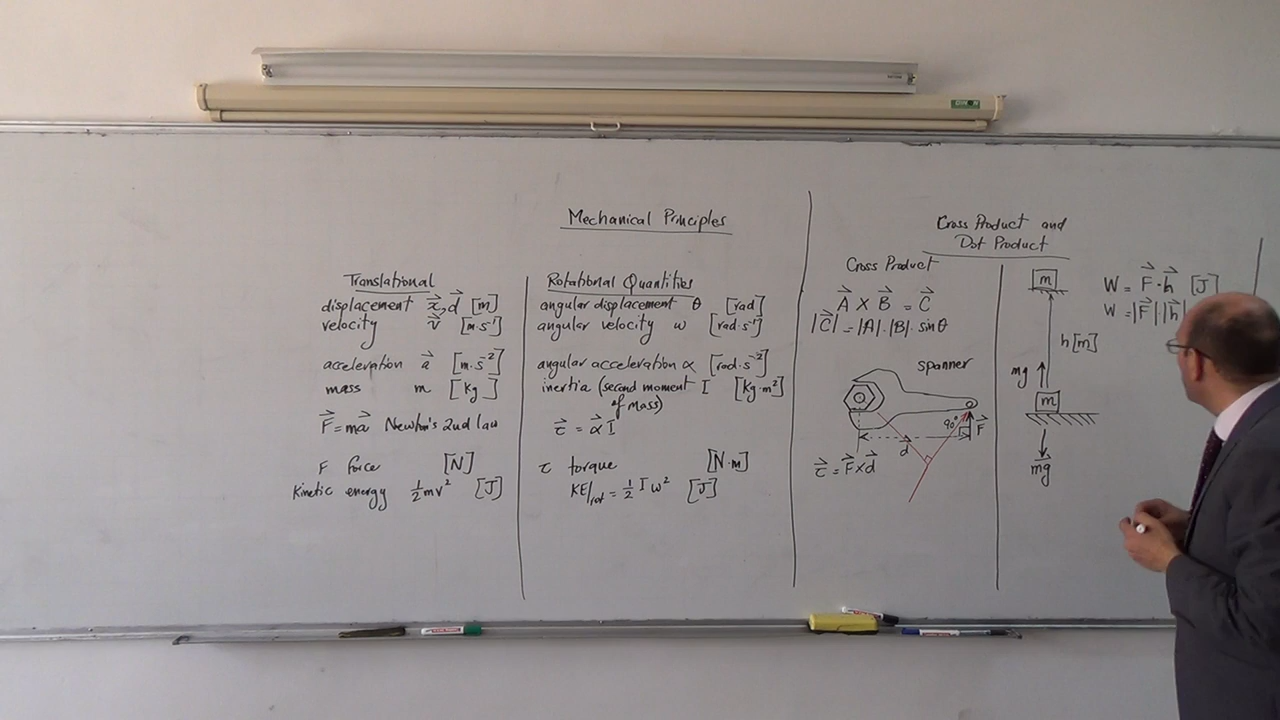 Mechanical Principles
Translational
displacement x⃗,d⃗ [m]
velocity v⃗ [m·s⁻¹]
acceleration a⃗ [m·s⁻²]
mass m [Kg]
F⃗ = ma⃗ Newton's 2nd law
F force [N]
Kinetic energy ½mv² [J]
Rotational Quantities
angular displacement θ [rad]
angular velocity ω [rad·s⁻¹]
angular acceleration α [rad·s⁻²]
inertia (second moment I [Kg·m²]
of mass)
τ⃗ = α⃗ I
τ torque [N·m]
KE/rot = ½ I ω² [J]
Cross Product and
Dot Product
Cross Product
A⃗ X B⃗ = C⃗
|C⃗| = |A|·|B|·sinθ
spanner
90°
F⃗
d
τ⃗ = F⃗xd⃗
m
h[m]
mg
m
mg⃗
W = F⃗·h⃗ [J]
W = |F⃗|·|h⃗|